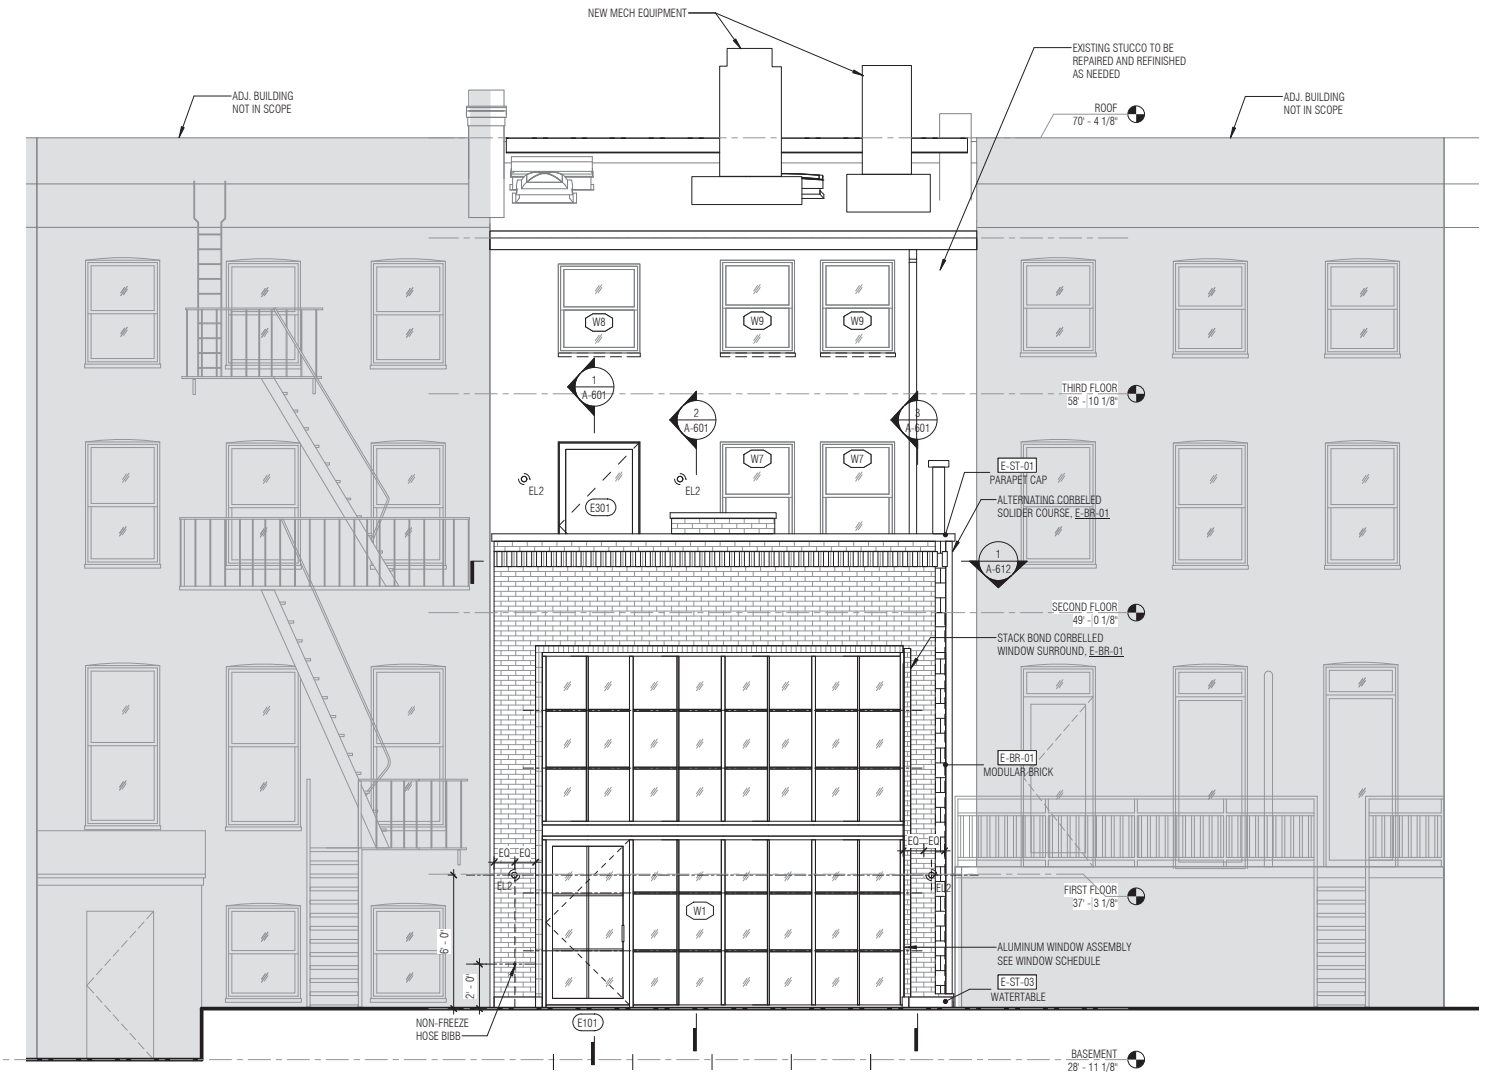 NEW MECH EQUIPMENT
EXISTING STUCCO TO BE
REPAIRED AND REFINISHED
AS NEEDED
ADJ. BUILDING
NOT IN SCOPE
ADJ. BUILDING
NOT IN SCOPE
ROOF
70' - 4 1/8"
W8
W9
W9
1
A-601
THIRD FLOOR
58' - 10 1/8"
2
A-601
3
A-601
W7
W7
E-ST-01
PARAPET CAP
EL2
EL2
E301
ALTERNATING CORBELED
SOLIDER COURSE, E-BR-01
1
A-612
SECOND FLOOR
49' - 0 1/8"
STACK BOND CORBELLED
WINDOW SURROUND, E-BR-01
E-BR-01
MODULAR BRICK
EQ
EQ
EQ
EQ
EL2
EL2
FIRST FLOOR
37' - 3 1/8"
W1
6' - 0"
2' - 0"
ALUMINUM WINDOW ASSEMBLY
SEE WINDOW SCHEDULE
E-ST-03
WATERTABLE
NON-FREEZE
HOSE BIBB
E101
BASEMENT
28' - 11 1/8"